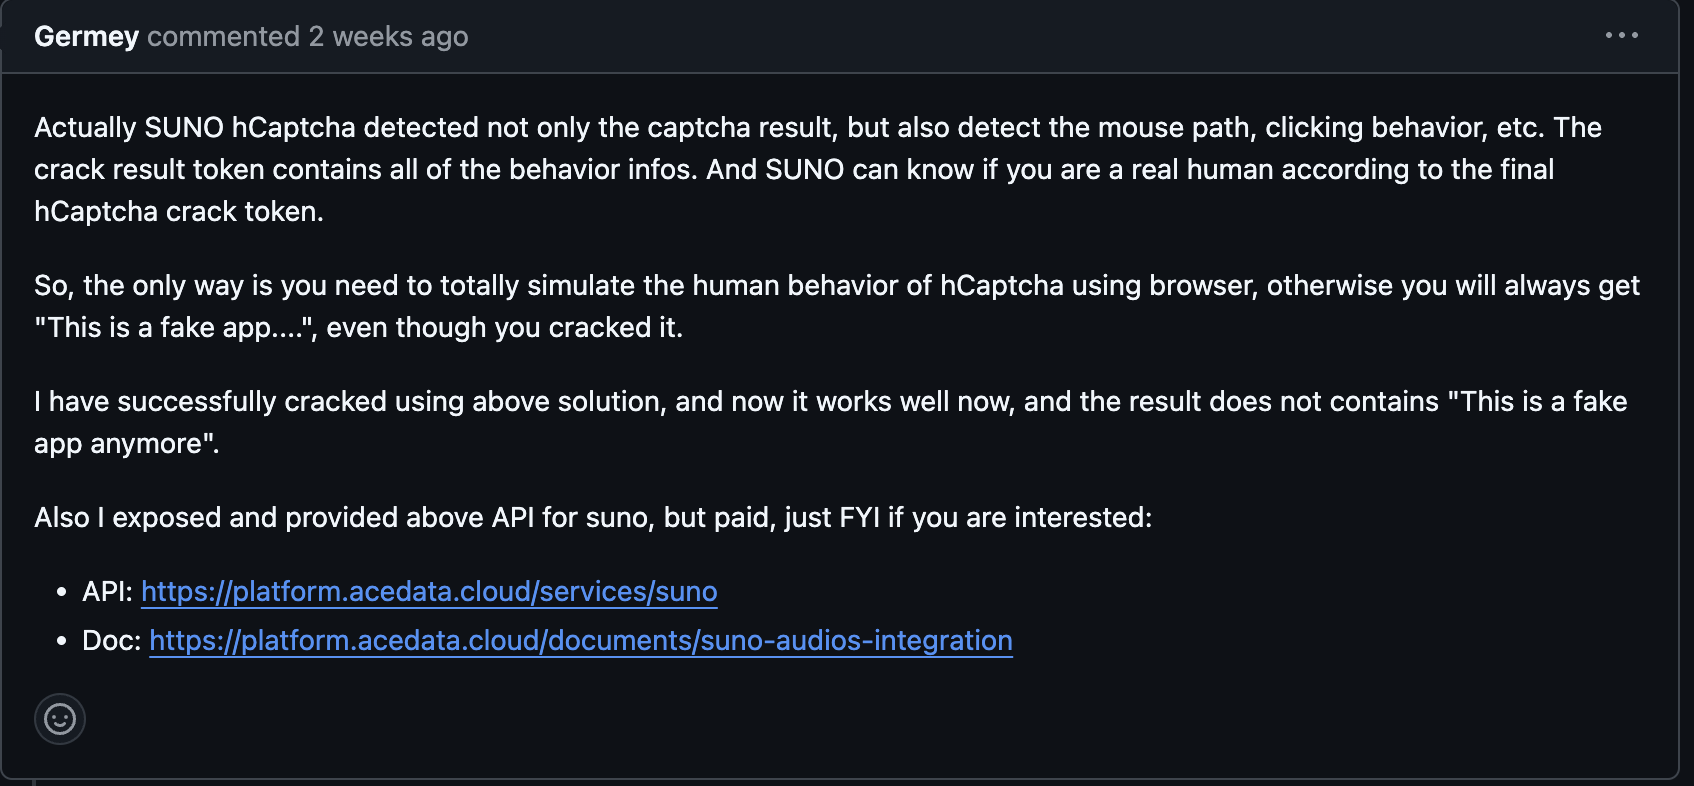 Germey commented 2 weeks ago
Actually SUNO hCaptcha detected not only the captcha result, but also detect the mouse path, clicking behavior, etc. The
crack result token contains all of the behavior infos. And SUNO can know if you are a real human according to the final
hCaptcha crack token.
So, the only way is you need to totally simulate the human behavior of hCaptcha using browser, otherwise you will always get
"This is a fake app....", even though you cracked it.
I have successfully cracked using above solution, and now it works well now, and the result does not contains "This is a fake
app anymore".
Also I exposed and provided above API for suno, but paid, just FYI if you are interested:
• API: https://platform.acedata.cloud/services/suno
• Doc: https://platform.acedata.cloud/documents/suno-audios-integration